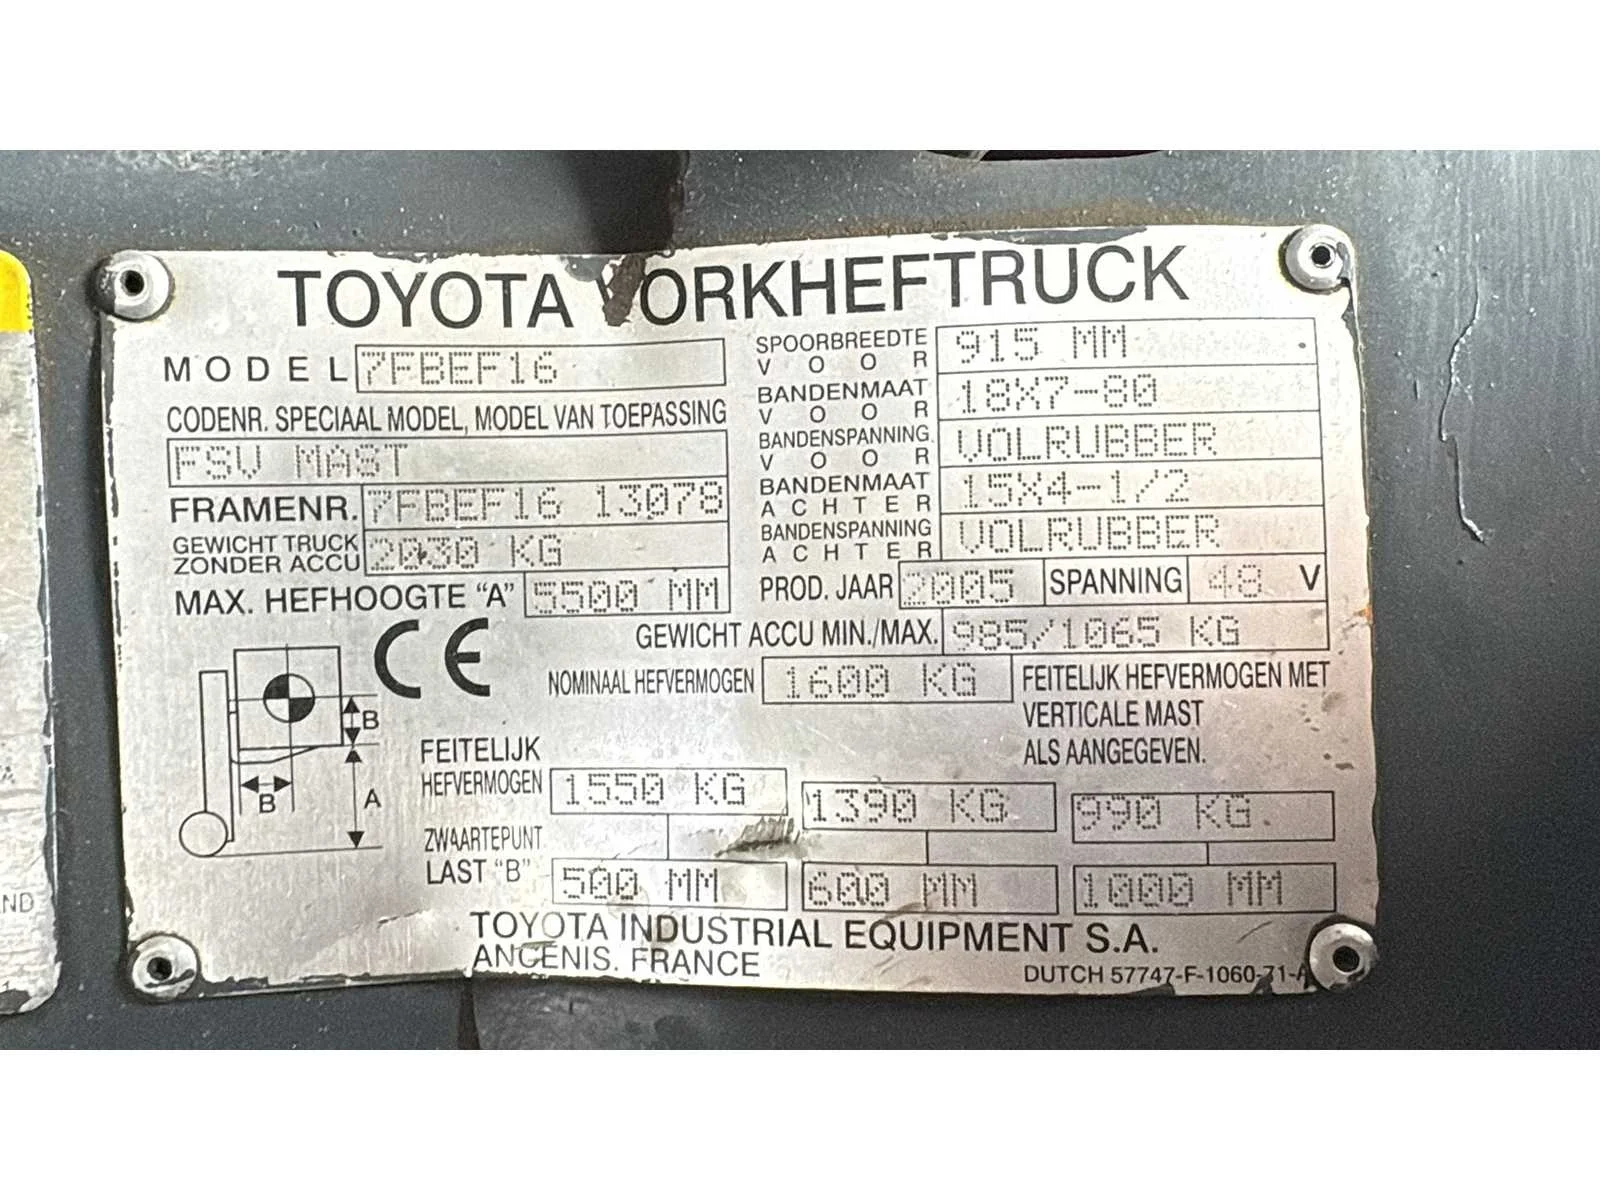 TOYOTA VORKHEFTRUCK
MODEL 7FBEF16
CODENR. SPECIAAL MODEL, MODEL VAN TOEPASSING
FSV MAST
FRAMENR. 7FBEF16 13078
GEWICHT TRUCK ZONDER ACCU 2030 KG
MAX. HEFHOOGTE "A" 5500 MM
SPOORBREEDTE VOOR 915 MM
BANDENMAAT VOOR 18X7-80
BANDENSPANNING. VOOR VOLRUBBER
BANDENMAAT ACHTER 15X4-1/2
BANDENSPANNING ACHTER VOLRUBBER
PROD. JAAR 2005 SPANNING 48 V
GEWICHT ACCU MIN./MAX. 985/1065 KG
CE
NOMINAAL HEFVERMOGEN 1600 KG
FEITELIJK HEFVERMOGEN MET
VERTICALE MAST
ALS AANGEGEVEN.
B
B
A
FEITELIJK
HEFVERMOGEN 1550 KG 1390 KG 990 KG.
ZWAARTEPUNT
LAST "B" 500 MM 600 MM 1000 MM
TOYOTA INDUSTRIAL EQUIPMENT S.A.
ANCENIS. FRANCE
DUTCH 57747-F-1060-71-A
ND